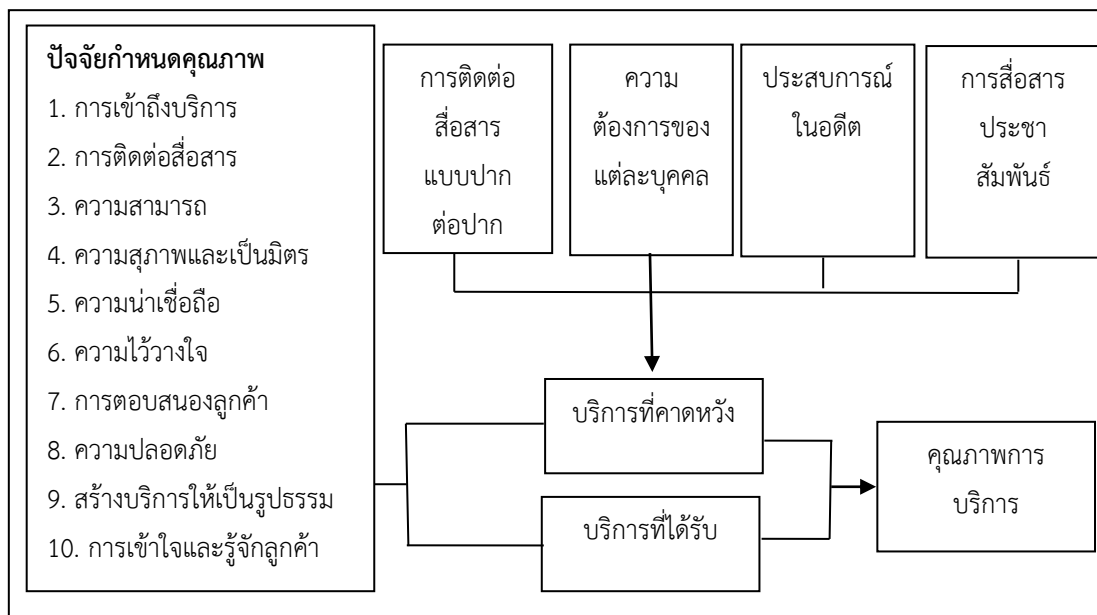 ปัจจัยกำหนดคุณภาพ
1. การเข้าถึงบริการ
2. การติดต่อสื่อสาร
3. ความสามารถ
4. ความสุภาพและเป็นมิตร
5. ความน่าเชื่อถือ
6. ความไว้วางใจ
7. การตอบสนองลูกค้า
8. ความปลอดภัย
9. สร้างบริการให้เป็นรูปธรรม
10. การเข้าใจและรู้จักลูกค้า
การติดต่อ
สื่อสาร
แบบปาก
ต่อปาก
ความ
ต้องการของ
แต่ละบุคคล
ประสบการณ์
ในอดีต
การสื่อสาร
ประชา
สัมพันธ์
บริการที่คาดหวัง
บริการที่ได้รับ
คุณภาพการ
บริการ